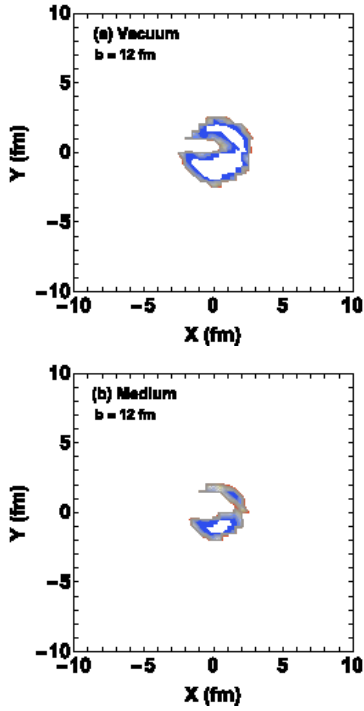 10
(a) Vacuum
b = 12 fm
5
Y (fm)
0
−5
−10
−10 −5 0 5 10
X (fm)
10
(b) Medium
b = 12 fm
5
Y (fm)
0
−5
−10
−10 −5 0 5 10
X (fm)